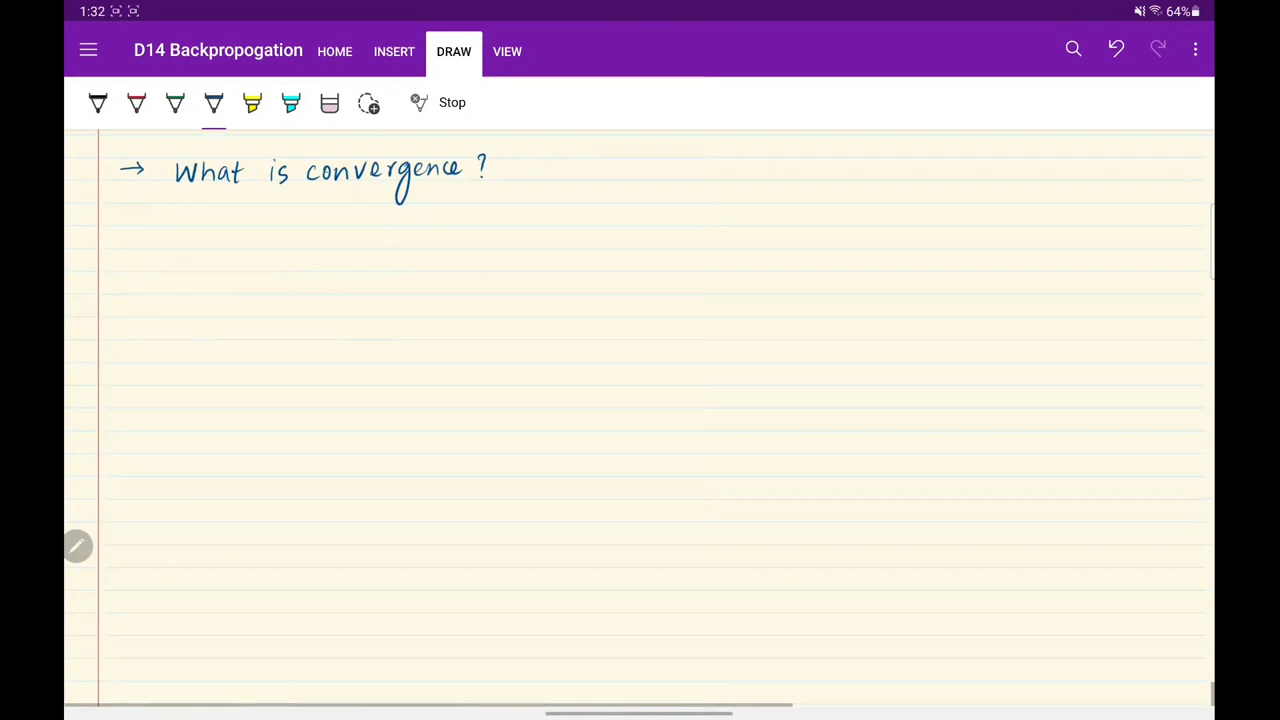 1:32 64%
D14 Backpropogation HOME INSERT DRAW VIEW
Stop
→ What is convergence ?